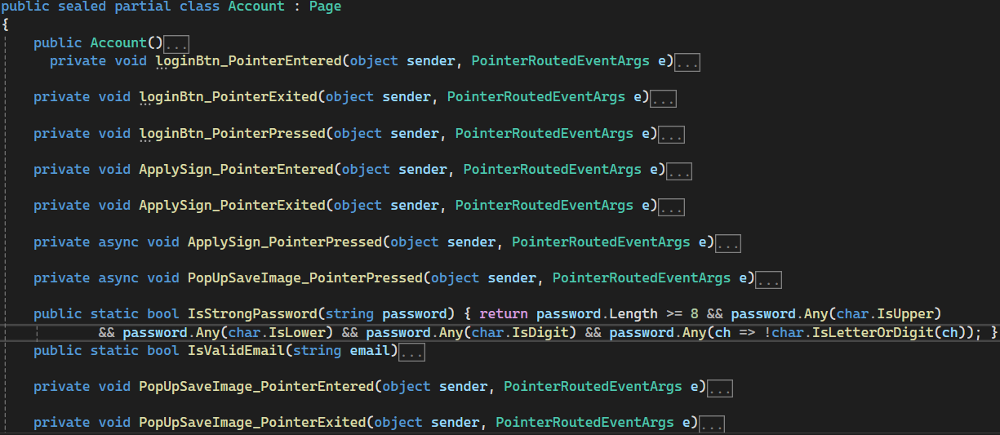 public sealed partial class Account : Page
{
public Account()...
private void loginBtn_PointerEntered(object sender, PointerRoutedEventArgs e)...
private void loginBtn_PointerExited(object sender, PointerRoutedEventArgs e)...
private void loginBtn_PointerPressed(object sender, PointerRoutedEventArgs e)...
private void ApplySign_PointerEntered(object sender, PointerRoutedEventArgs e)...
private void ApplySign_PointerExited(object sender, PointerRoutedEventArgs e)...
private async void ApplySign_PointerPressed(object sender, PointerRoutedEventArgs e)...
private async void PopUpSaveImage_PointerPressed(object sender, PointerRoutedEventArgs e)...
public static bool IsStrongPassword(string password) { return password.Length >= 8 && password.Any(char.IsUpper)
&& password.Any(char.IsLower) && password.Any(char.IsDigit) && password.Any(ch => !char.IsLetterOrDigit(ch)); }
public static bool IsValidEmail(string email)...
private void PopUpSaveImage_PointerEntered(object sender, PointerRoutedEventArgs e)...
private void PopUpSaveImage_PointerExited(object sender, PointerRoutedEventArgs e)...